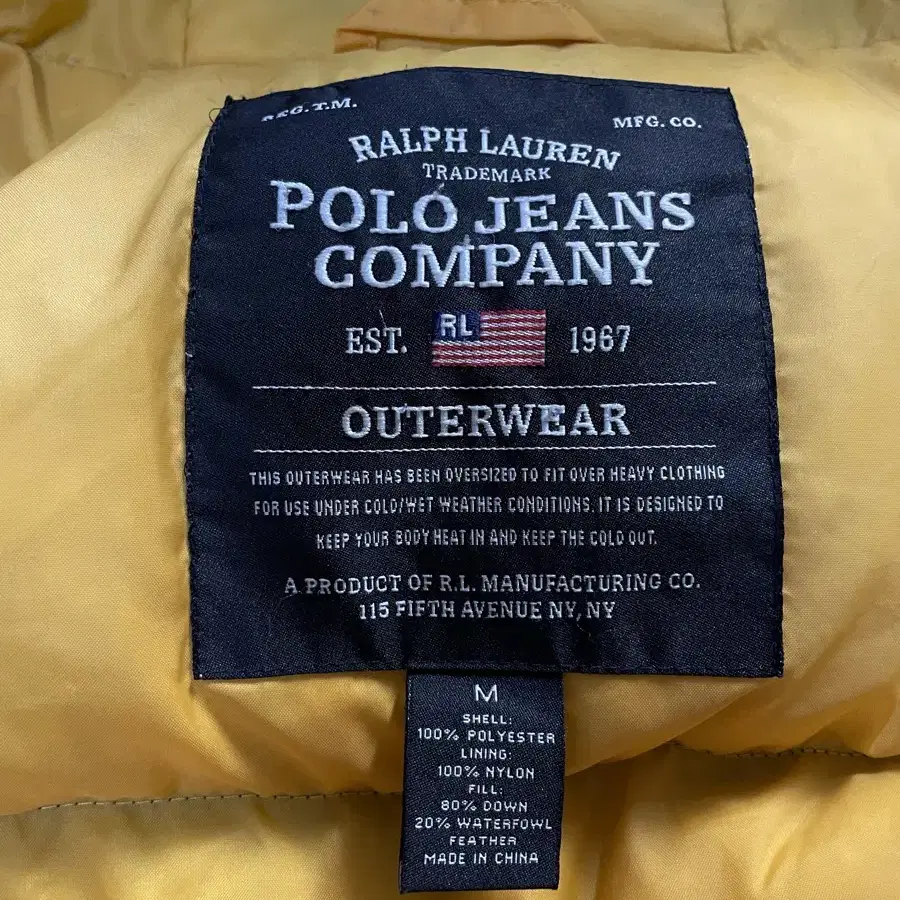 REG. T.M.
MFG. CO.
RALPH LAUREN
TRADEMARK
POLO JEANS
COMPANY
EST. RL 1967
OUTERWEAR
THIS OUTERWEAR HAS BEEN OVERSIZED TO FIT OVER HEAVY CLOTHING
FOR USE UNDER COLD/WET WEATHER CONDITIONS. IT IS DESIGNED TO
KEEP YOUR BODY HEAT IN AND KEEP THE COLD OUT.
A PRODUCT OF R.L. MANUFACTURING CO.
115 FIFTH AVENUE NY, NY
M
SHELL:
100% POLYESTER
LINING:
100% NYLON
FILL:
80% DOWN
20% WATERFOWL
FEATHER
MADE IN CHINA